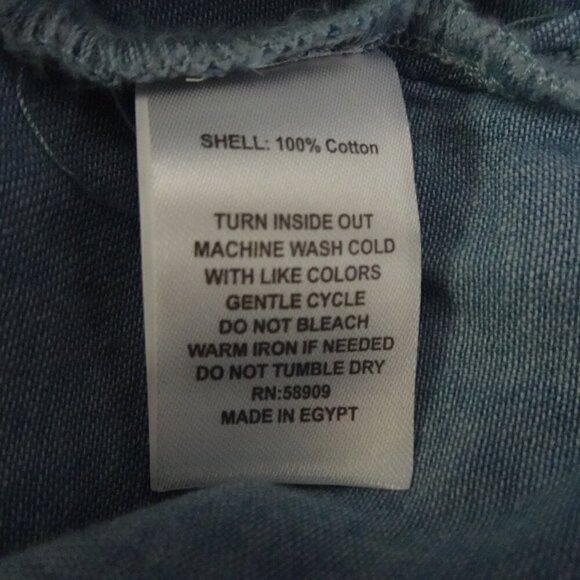 SHELL: 100% Cotton
TURN INSIDE OUT
MACHINE WASH COLD
WITH LIKE COLORS
GENTLE CYCLE
DO NOT BLEACH
WARM IRON IF NEEDED
DO NOT TUMBLE DRY
RN:58909
MADE IN EGYPT